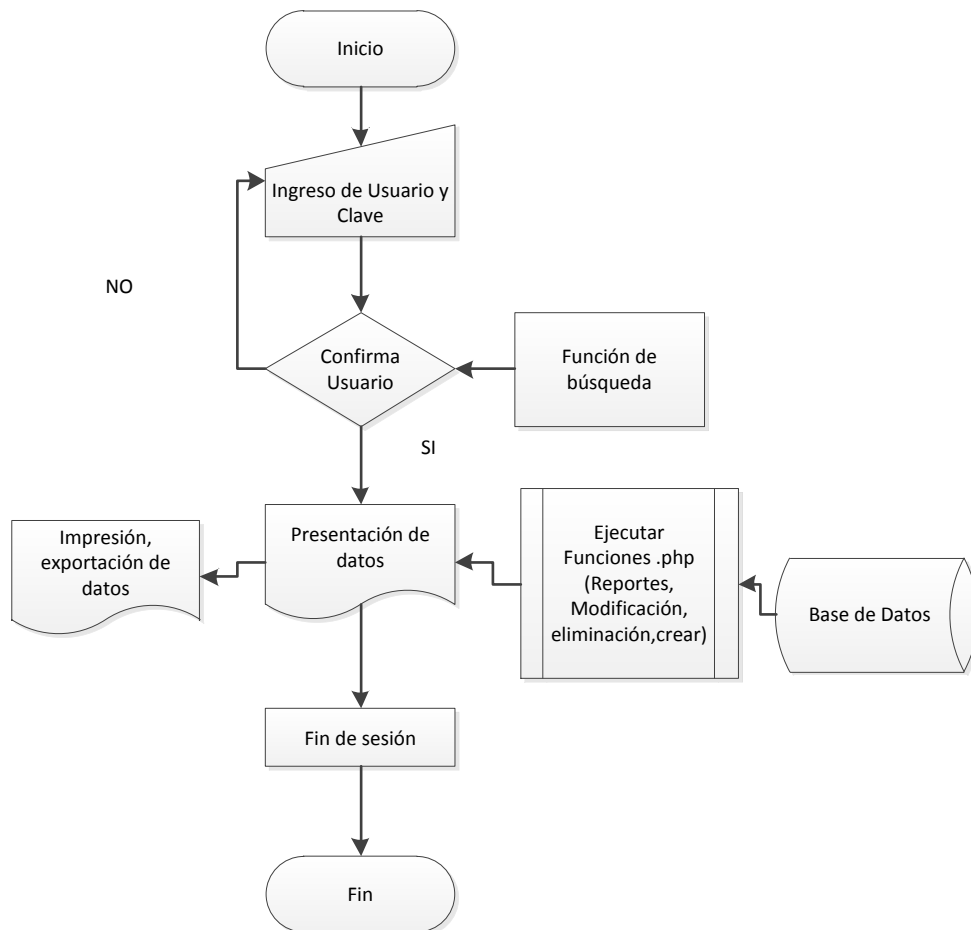 Inicio
Ingreso de Usuario y
Clave
NO
Confirma
Usuario
Función de
búsqueda
SI
Impresión,
exportación de
datos
Presentación de
datos
Ejecutar
Funciones .php
(Reportes,
Modificación,
eliminación,crear)
Base de Datos
Fin de sesión
Fin